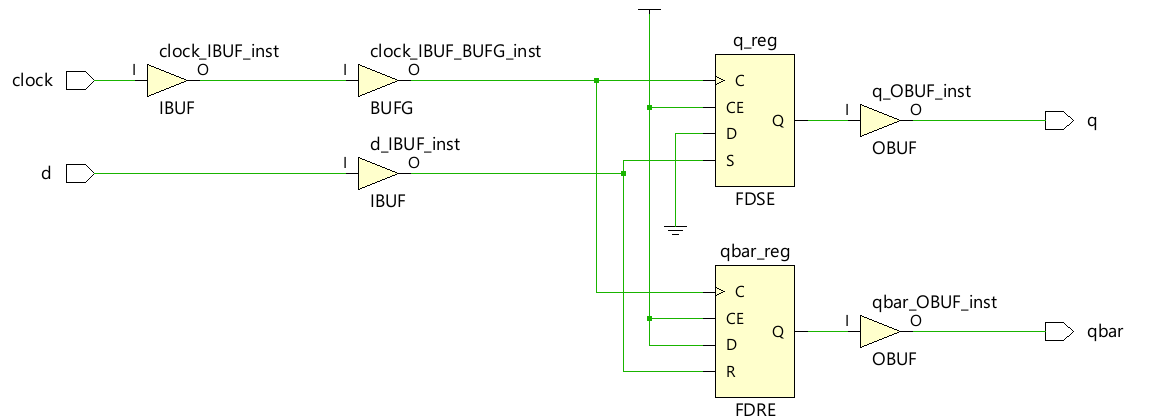 clock
I
clock_IBUF_inst
O
IBUF
I
clock_IBUF_BUFG_inst
O
BUFG
d
I
d_IBUF_inst
O
IBUF
q_reg
C
CE
D
S
Q
FDSE
I
q_OBUF_inst
O
OBUF
q
qbar_reg
C
CE
D
R
Q
FDRE
I
qbar_OBUF_inst
O
OBUF
qbar